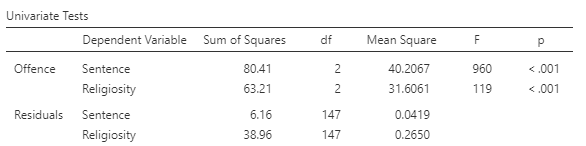 Univariate Tests
Dependent Variable Sum of Squares df Mean Square F p
Offence Sentence 80.41 2 40.2067 960 < .001
Religiosity 63.21 2 31.6061 119 < .001
Residuals Sentence 6.16 147 0.0419
Religiosity 38.96 147 0.2650